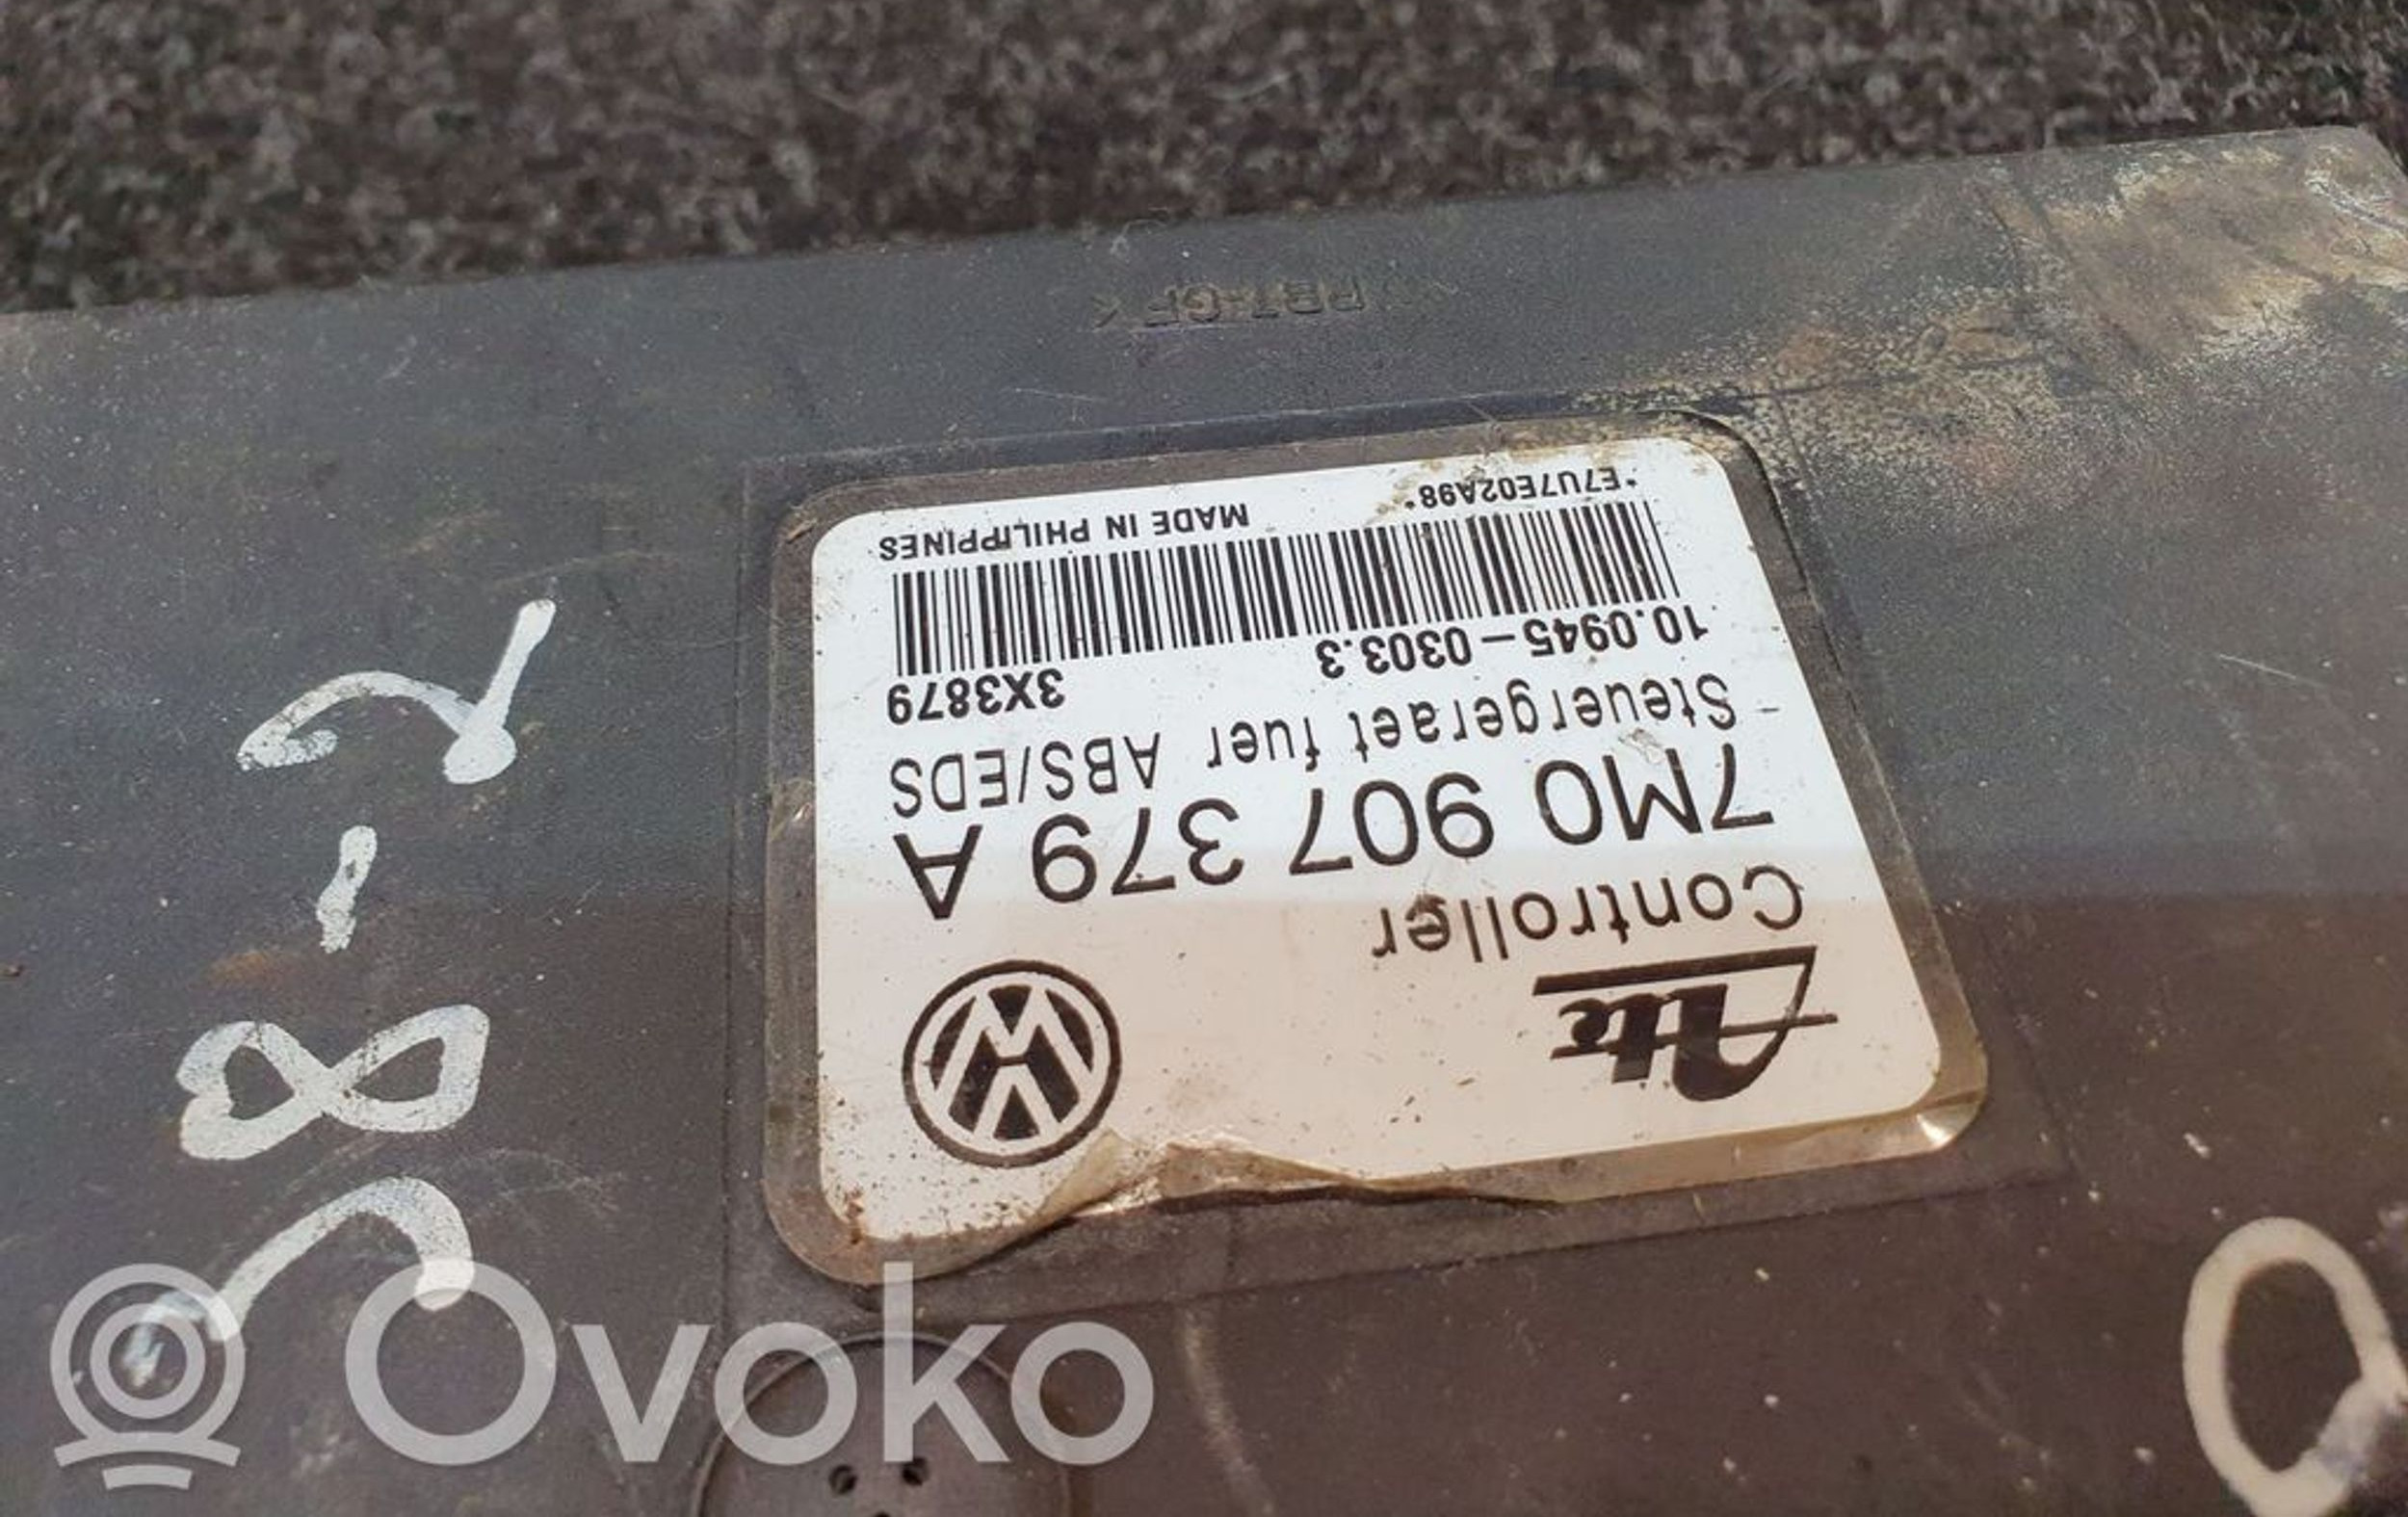 Ate
Controller
7M0 907 379 A
Steuergeraet fuer ABS/EDS
10.0945-0303.3 3X3879
*E7U7E02A98* MADE IN PHILIPPINES
Ovoko